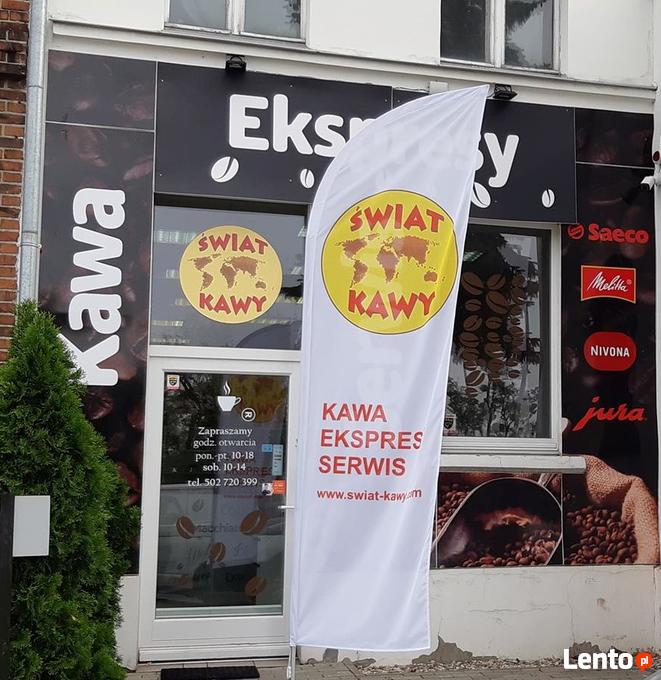 Ekspresy
Kawa
ŚWIAT
KAWY
ŚWIAT
KAWY
Saeco
Melitta
NIVONA
jura
KAWA
EKSPRES
SERWIS
www.swiat-kawy.com
Zapraszamy
godz. otwarcia
pon.-pt. 10-18
sob. 10-14
tel. 502 720 399
Lento.pl